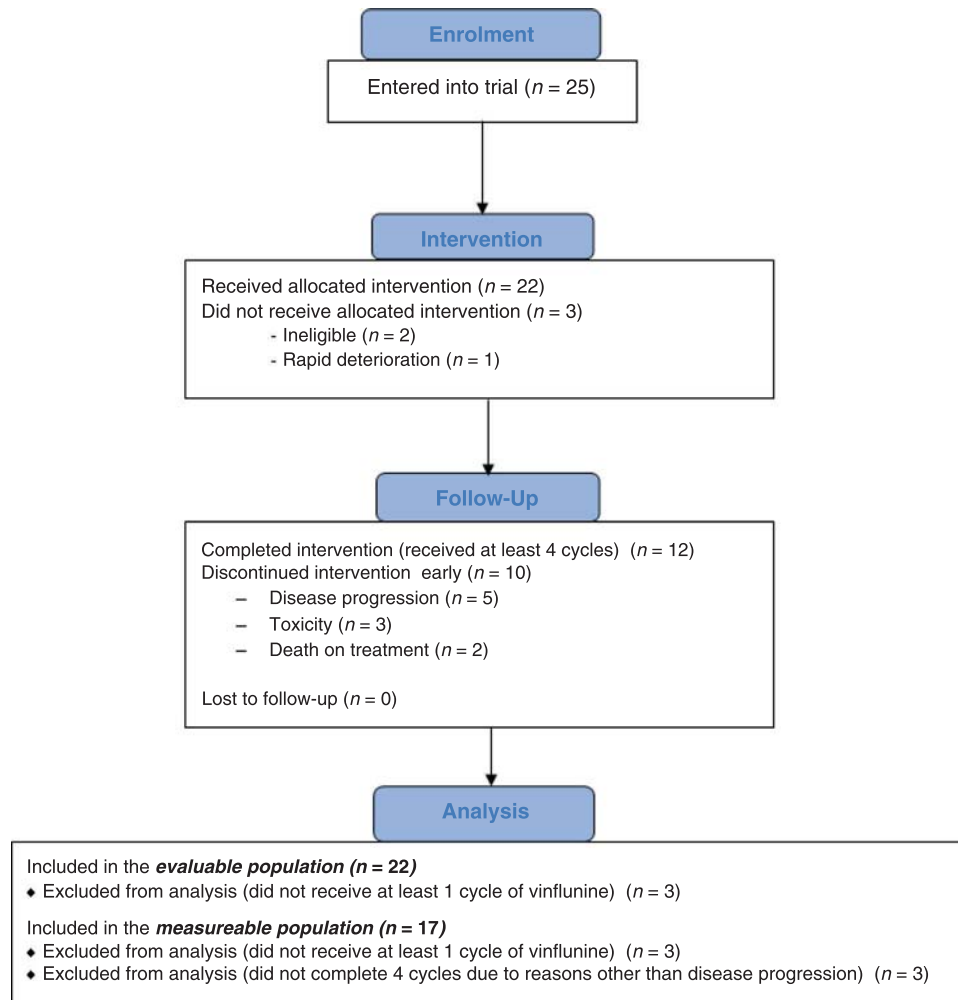 Enrolment
Entered into trial (n = 25)
Intervention
Received allocated intervention (n = 22)
Did not receive allocated intervention (n = 3)
- Ineligible (n = 2)
- Rapid deterioration (n = 1)
Follow-Up
Completed intervention (received at least 4 cycles) (n = 12)
Discontinued intervention early (n = 10)
– Disease progression (n = 5)
– Toxicity (n = 3)
– Death on treatment (n = 2)
Lost to follow-up (n = 0)
Analysis
Included in the evaluable population (n = 22)
◆ Excluded from analysis (did not receive at least 1 cycle of vinflunine) (n = 3)
Included in the measureable population (n = 17)
◆ Excluded from analysis (did not receive at least 1 cycle of vinflunine) (n = 3)
◆ Excluded from analysis (did not complete 4 cycles due to reasons other than disease progression) (n = 3)